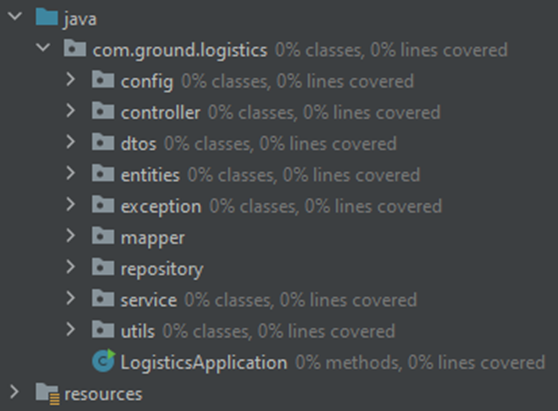 java
com.ground.logistics 0% classes, 0% lines covered
config 0% classes, 0% lines covered
controller 0% classes, 0% lines covered
dtos 0% classes, 0% lines covered
entities 0% classes, 0% lines covered
exception 0% classes, 0% lines covered
mapper
repository
service 0% classes, 0% lines covered
utils 0% classes, 0% lines covered
LogisticsApplication 0% methods, 0% lines covered
resources